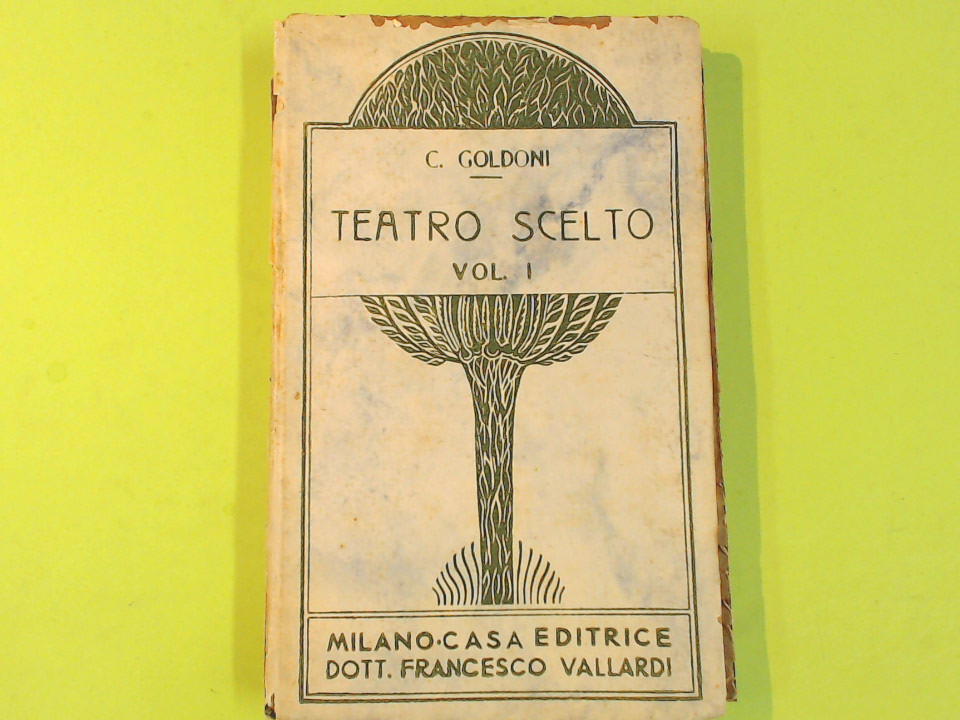 C. GOLDONI
TEATRO SCELTO
VOL. I
MILANO·CASA EDITRICE
DOTT. FRANCESCO VALLARDI